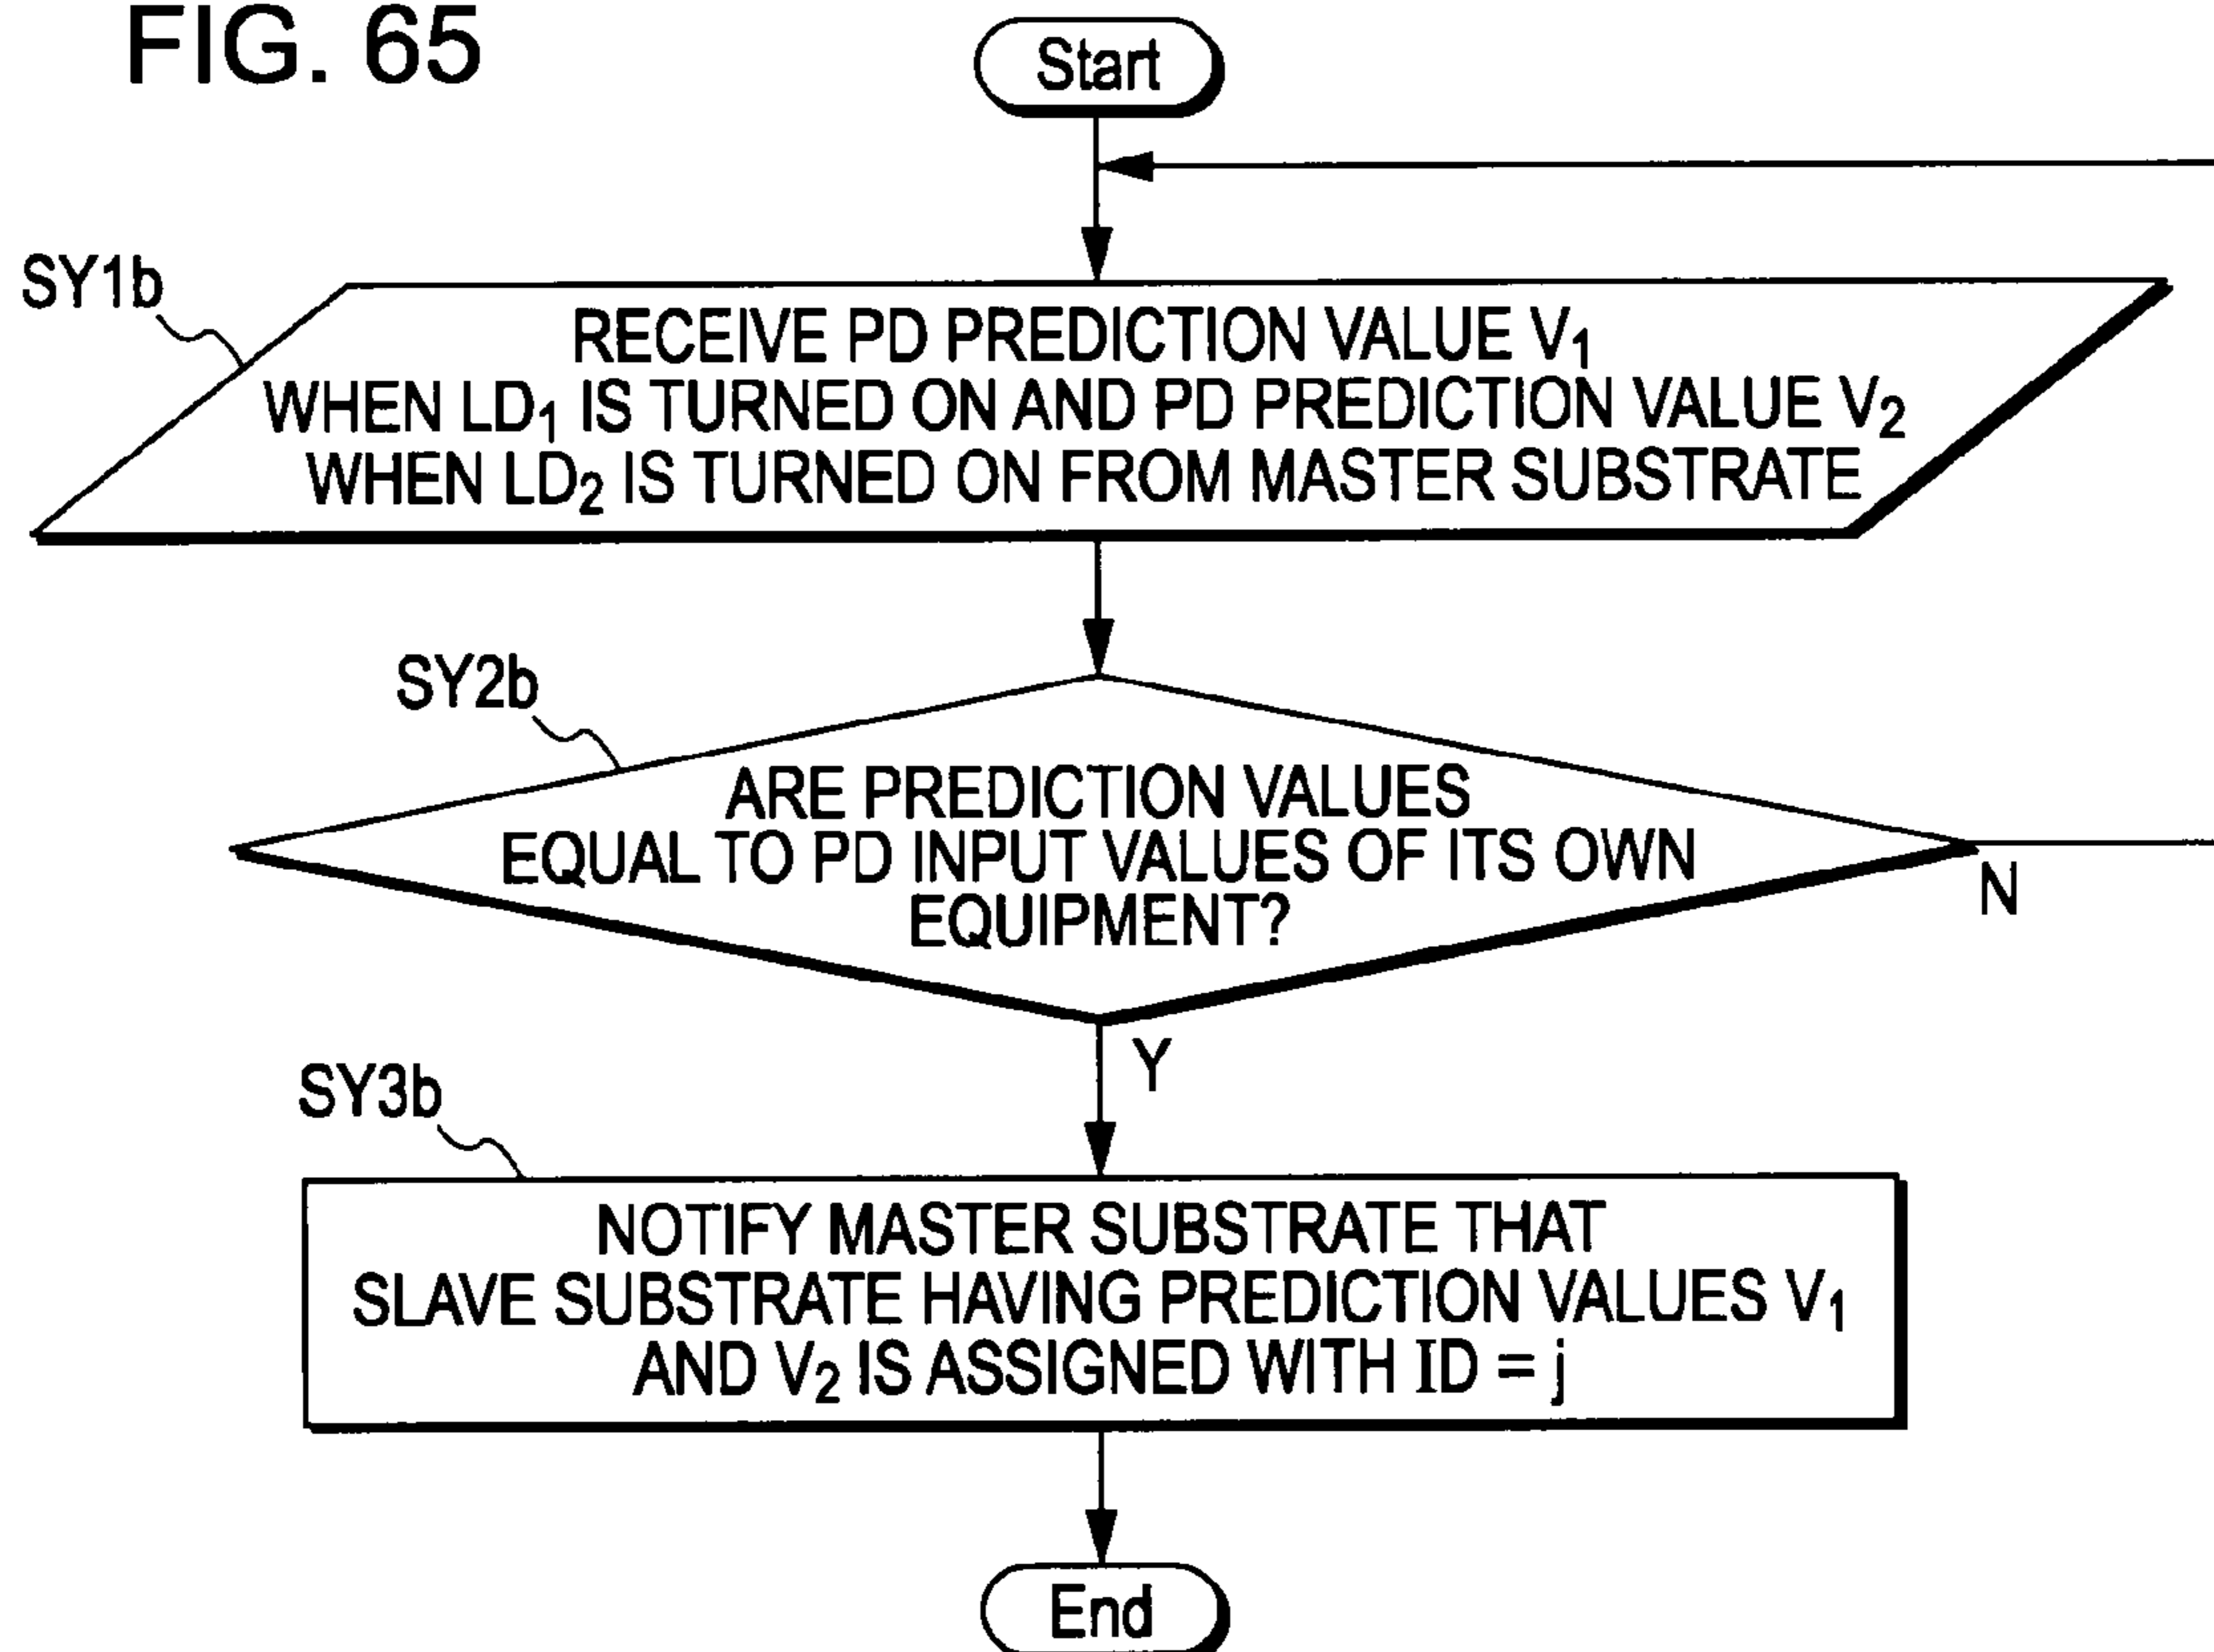 FIG. 65
Start
SY1b
RECEIVE PD PREDICTION VALUE V₁
WHEN LD₁ IS TURNED ON AND PD PREDICTION VALUE V₂
WHEN LD₂ IS TURNED ON FROM MASTER SUBSTRATE
SY2b
ARE PREDICTION VALUES
EQUAL TO PD INPUT VALUES OF ITS OWN
EQUIPMENT?
N
Y
SY3b
NOTIFY MASTER SUBSTRATE THAT
SLAVE SUBSTRATE HAVING PREDICTION VALUES V₁
AND V₂ IS ASSIGNED WITH ID = j
End